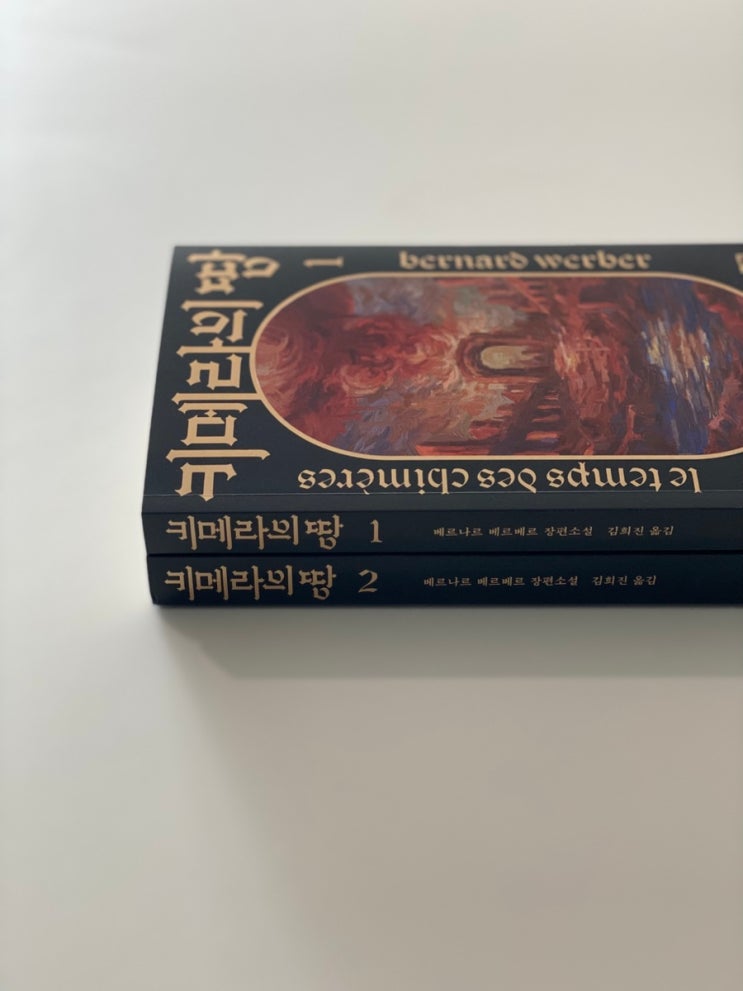 키메라의 땅
1
bernard werber
le temps des chimères
키메라의 땅 1 베르나르 베르베르 장편소설 김희진 옮김
키메라의 땅 2 베르나르 베르베르 장편소설 김희진 옮김